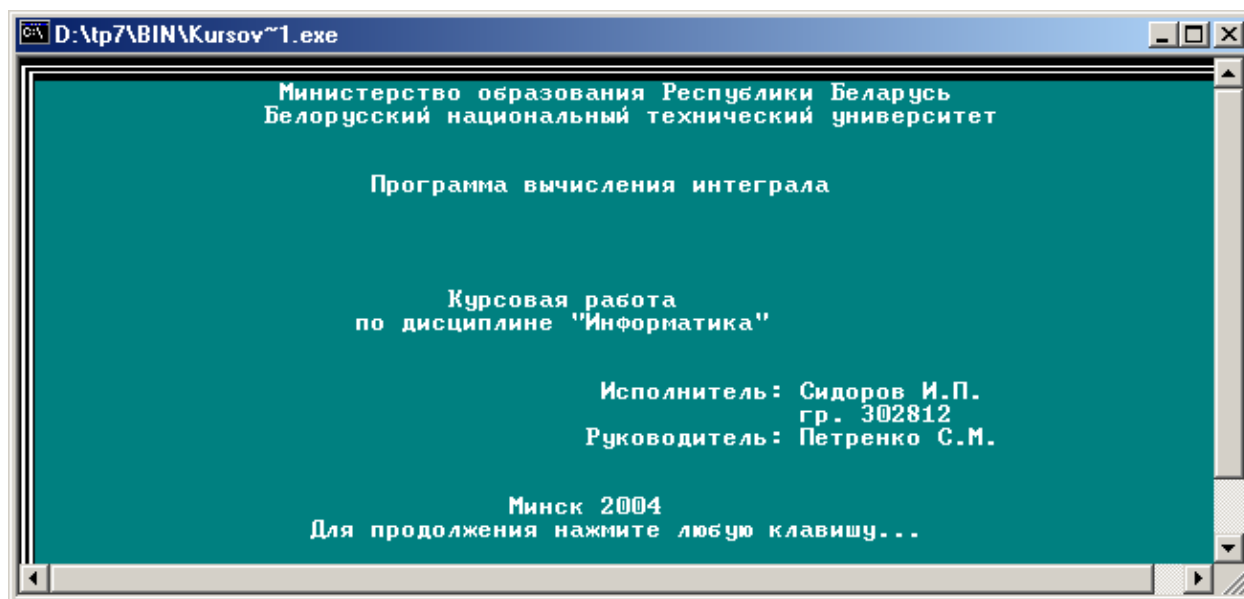 D:\tp7\BIN\Kursov~1.exe
Министерство образования Республики Беларусь
Белорусский национальный технический университет
Программа вычисления интеграла
Курсовая работа
по дисциплине "Информатика"
Исполнитель: Сидоров И.П.
гр. 302812
Руководитель: Петренко С.М.
Минск 2004
Для продолжения нажмите любую клавишу...